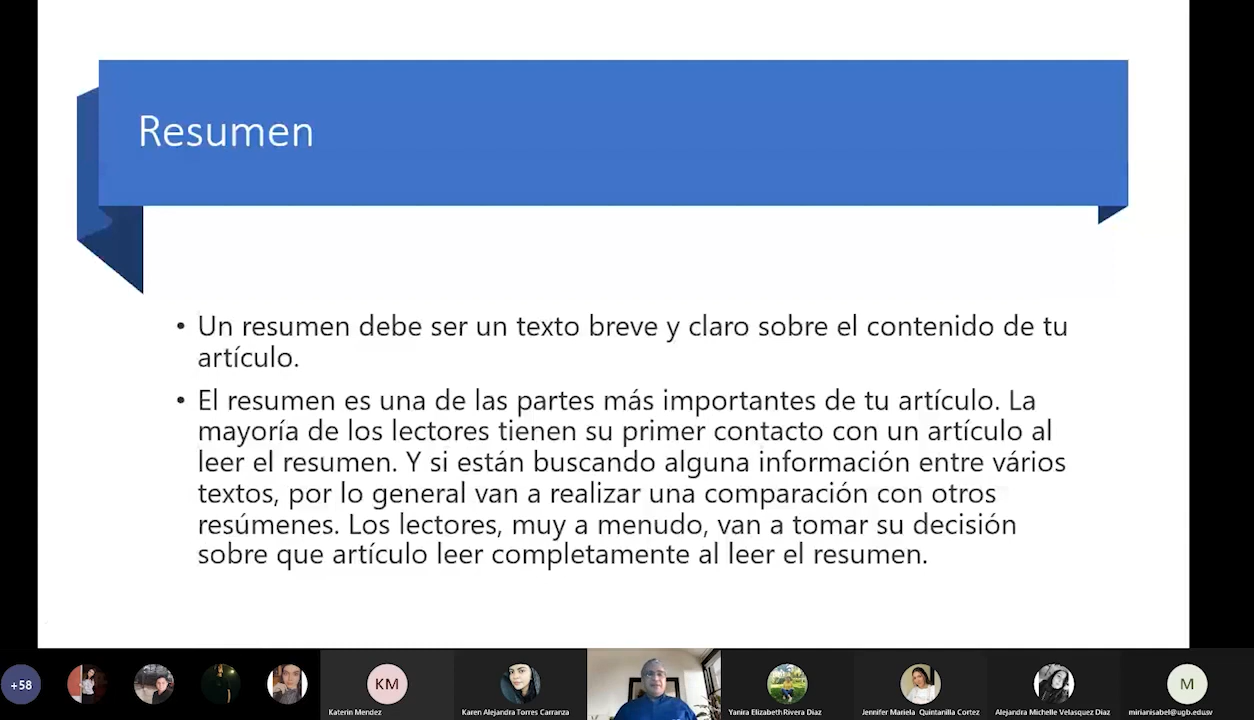 Resumen
• Un resumen debe ser un texto breve y claro sobre el contenido de tu
artículo.
• El resumen es una de las partes más importantes de tu artículo. La
mayoría de los lectores tienen su primer contacto con un artículo al
leer el resumen. Y si están buscando alguna información entre vários
textos, por lo general van a realizar una comparación con otros
resúmenes. Los lectores, muy a menudo, van a tomar su decisión
sobre que artículo leer completamente al leer el resumen.
+58
KM
M
Katerin Mendez
Karen Alejandra Torres Carranza
Yanira Elizabeth Rivera Diaz
Jennifer Mariela Quintanilla Cortez
Alejandra Michelle Velasquez Diaz
miriarisabel@ugb.edu.sv